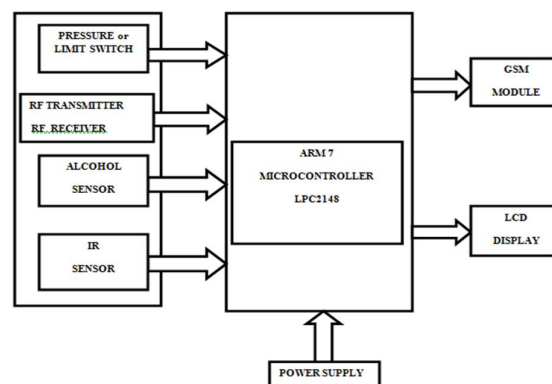 PRESSURE or
LIMIT SWITCH
RF TRANSMITTER
RF RECEIVER
ALCOHOL
SENSOR
IR
SENSOR
ARM 7
MICROCONTROLLER
LPC2148
GSM
MODULE
LCD
DISPLAY
POWER SUPPLY